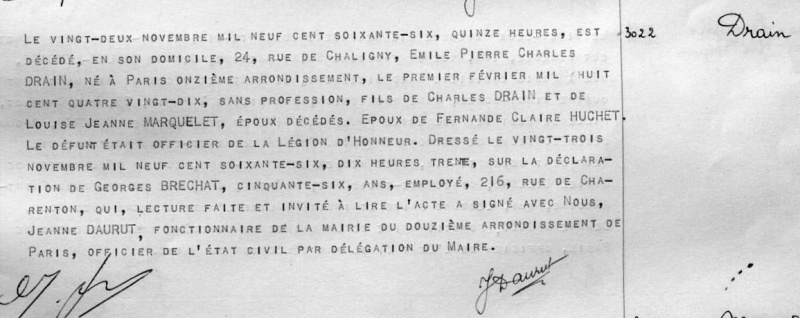 Le vingt-deux novembre mil neuf cent soixante-six, quinze heures, est
décédé, en son domicile, 24, rue de Chaligny, Emile Pierre Charles
DRAIN, né à Paris onzième arrondissement, le premier février mil huit
cent quatre vingt-dix, sans profession, fils de Charles DRAIN et de
Louise Jeanne MARQUELET, époux décédés. Epoux de Fernande Claire HUCHET.
Le défunt était officier de la Légion d'Honneur. Dressé le vingt-trois
novembre mil neuf cent soixante-six, dix heures trente, sur la déclara-
tion de Georges BRECHAT, cinquante-six, ans, employé, 216, rue de Cha-
renton, qui, lecture faite et invité à lire l'acte a signé avec Nous,
Jeanne DAURUT, fonctionnaire de la mairie du douzième arrondissement de
Paris, officier de l'état civil par délégation du Maire.
JDaurut
3022 Drain